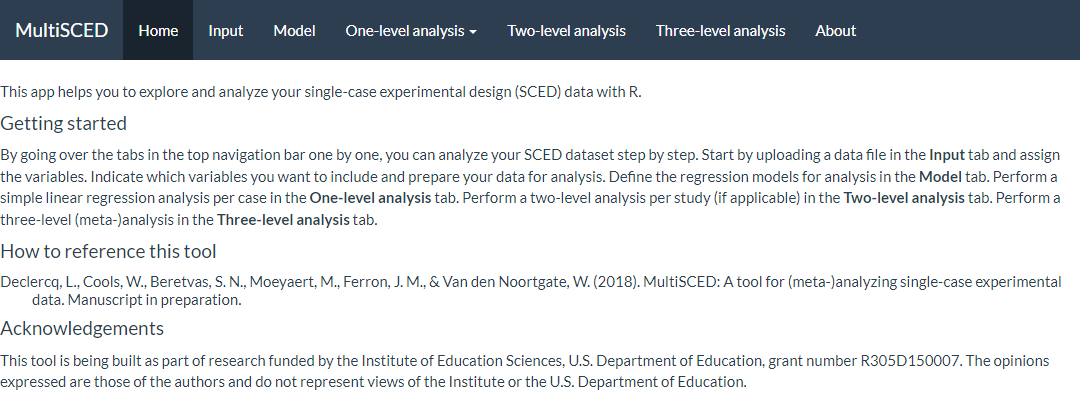 MultiSCED Home Input Model One-level analysis Two-level analysis Three-level analysis About
This app helps you to explore and analyze your single-case experimental design (SCED) data with R.
Getting started
By going over the tabs in the top navigation bar one by one, you can analyze your SCED dataset step by step. Start by uploading a data file in the Input tab and assign
the variables. Indicate which variables you want to include and prepare your data for analysis. Define the regression models for analysis in the Model tab. Perform a
simple linear regression analysis per case in the One-level analysis tab. Perform a two-level analysis per study (if applicable) in the Two-level analysis tab. Perform a
three-level (meta-)analysis in the Three-level analysis tab.
How to reference this tool
Declercq, L., Cools, W., Beretvas, S. N., Moeyaert, M., Ferron, J. M., & Van den Noortgate, W. (2018). MultiSCED: A tool for (meta-)analyzing single-case experimental
data. Manuscript in preparation.
Acknowledgements
This tool is being built as part of research funded by the Institute of Education Sciences, U.S. Department of Education, grant number R305D150007. The opinions
expressed are those of the authors and do not represent views of the Institute or the U.S. Department of Education.